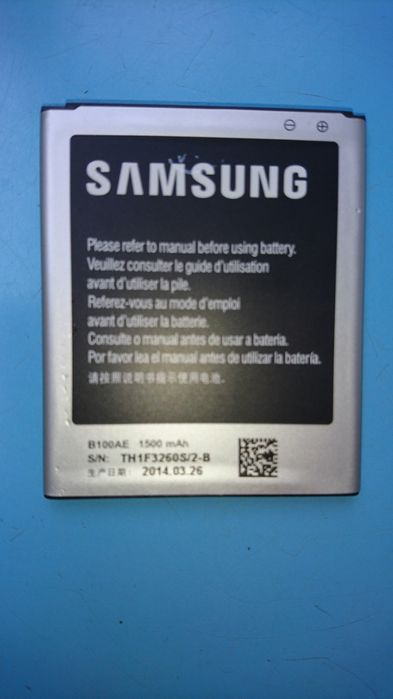 SAMSUNG
Please refer to manual before using battery.
Veuillez consulter le guide d'utilisation
avant d'utiliser la pile.
Referez-vous au mode d'emploi
avant d'utiliser la batterie.
Consulte o manual antes de usar a bateria.
Por favor lea el manual antes de utilizar la batería.
请按照说明书指示使用电池.
B100AE 1500 mAh
S/N: TH1F3260S/2-B
生产日期: 2014.03.26